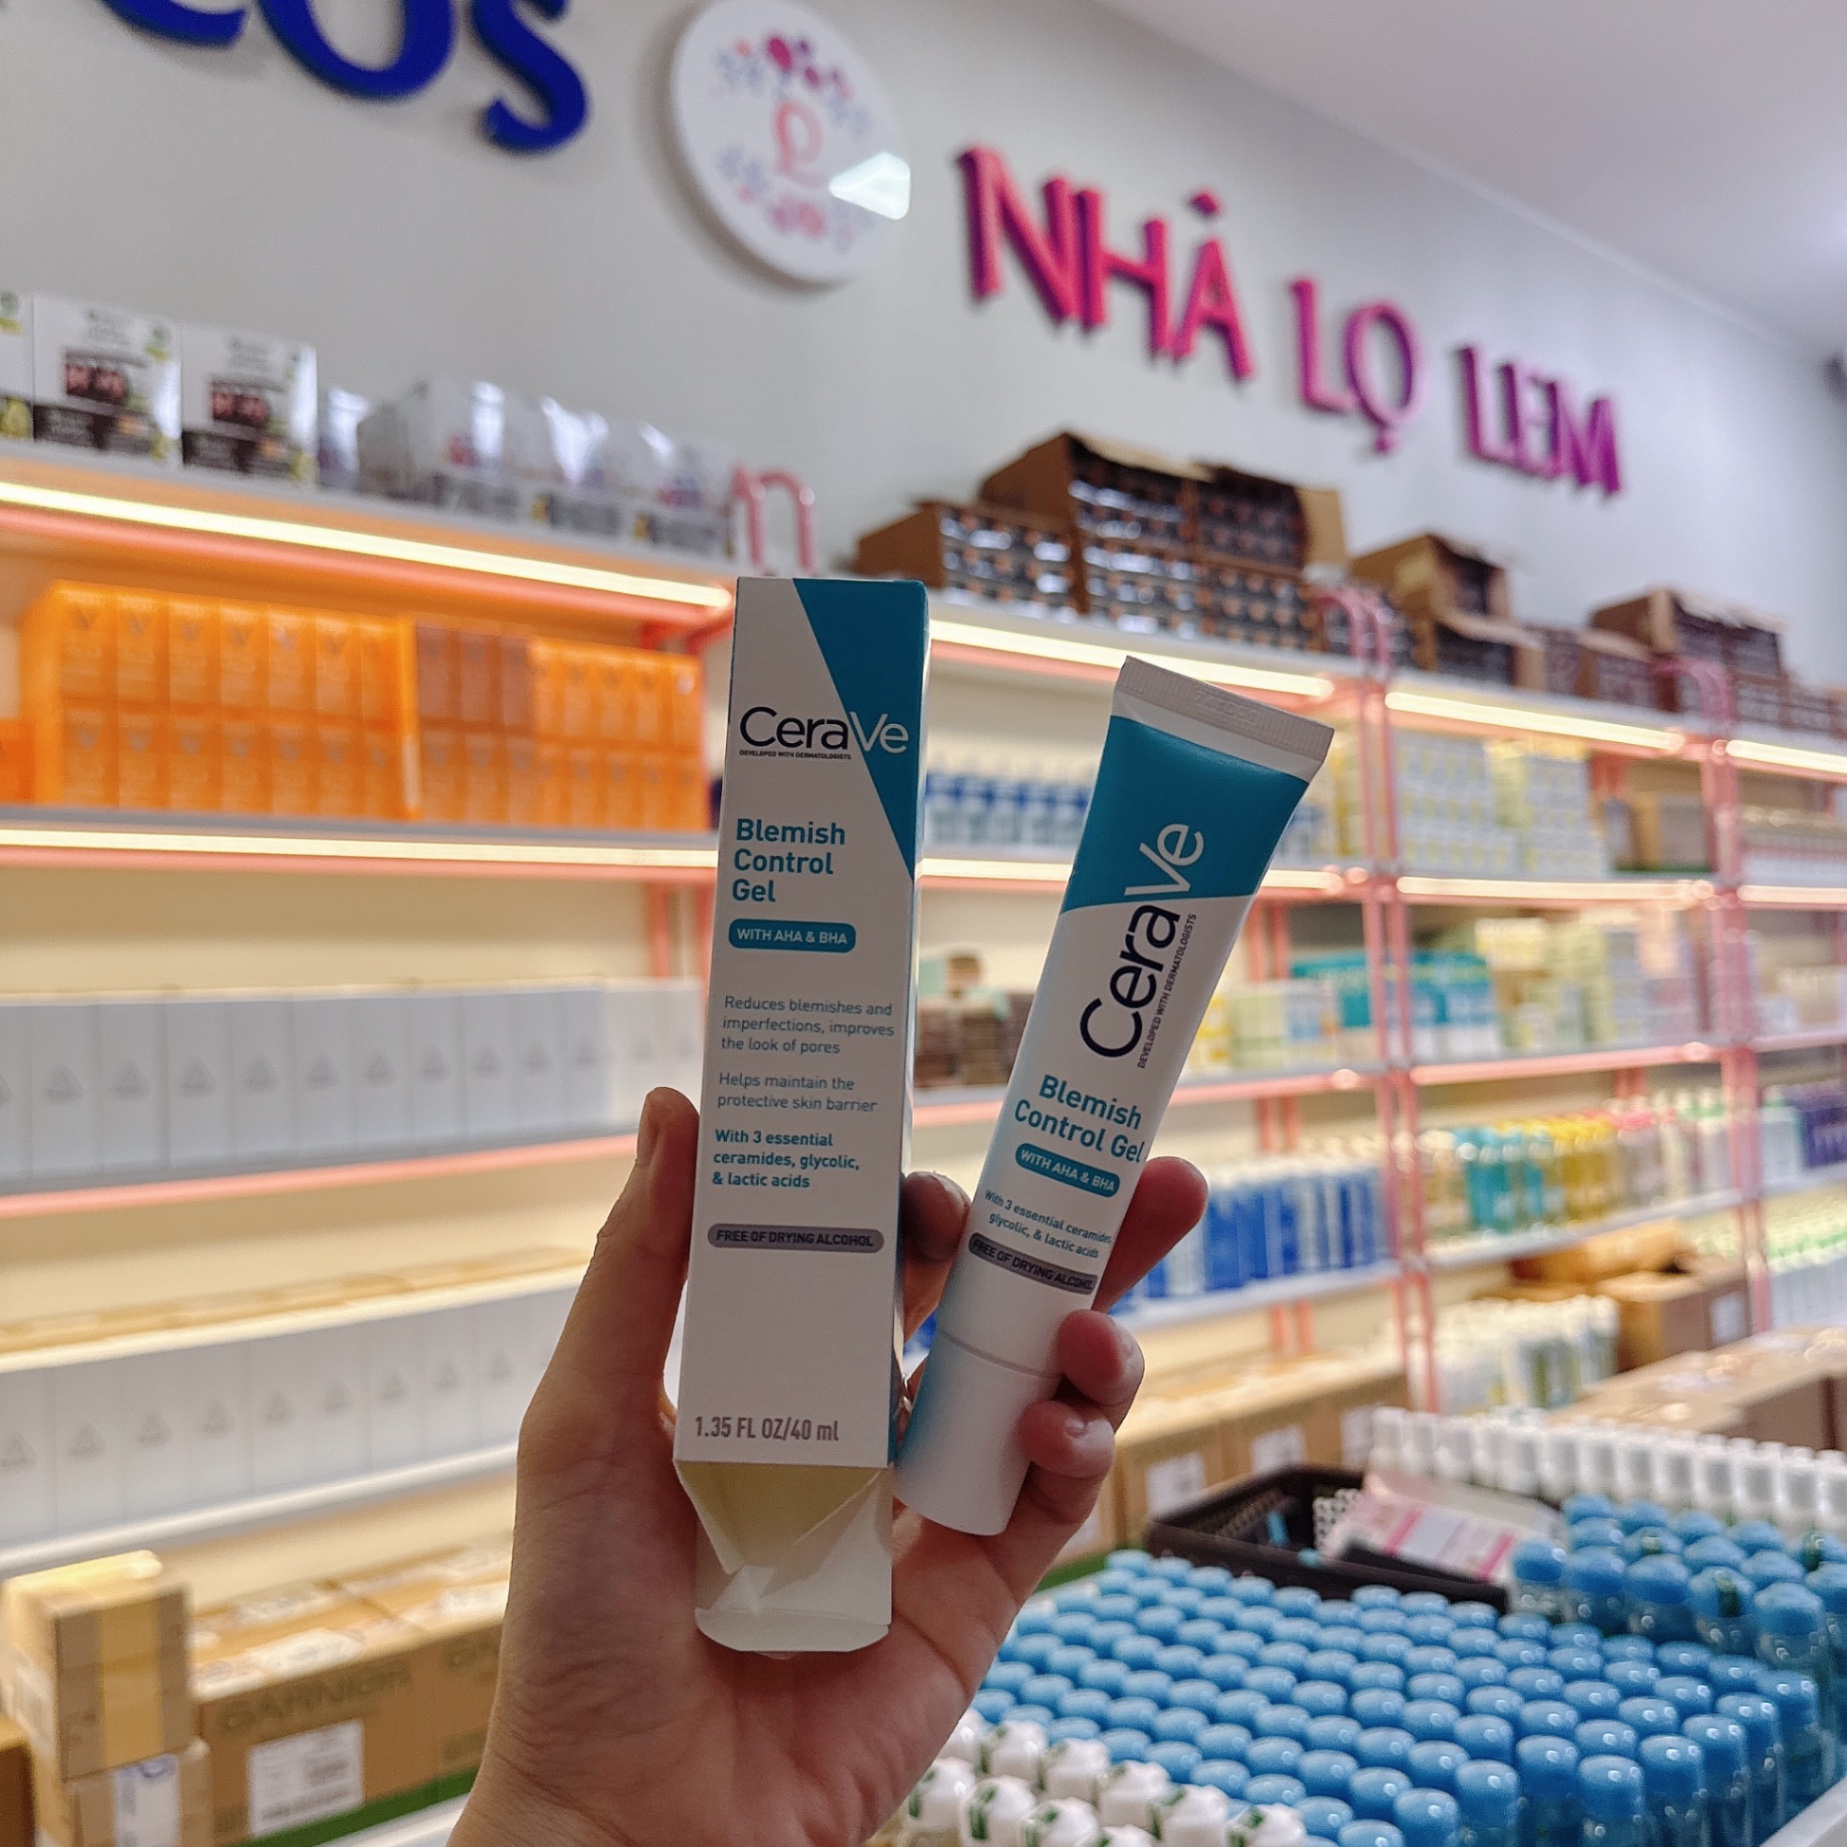 COS
NHÀ LỌ LEM
CeraVe
DEVELOPED WITH DERMATOLOGISTS
Blemish
Control
Gel
WITH AHA & BHA
Reduces blemishes and
imperfections, improves
the look of pores
Helps maintain the
protective skin barrier
With 3 essential
ceramides, glycolic,
& lactic acids
FREE OF DRYING ALCOHOL
1.35 FL OZ/40 ml
CeraVe
DEVELOPED WITH DERMATOLOGISTS
Blemish
Control Gel
WITH AHA & BHA
With 3 essential ceramides,
glycolic, & lactic acids
FREE OF DRYING ALCOHOL
GARNIER